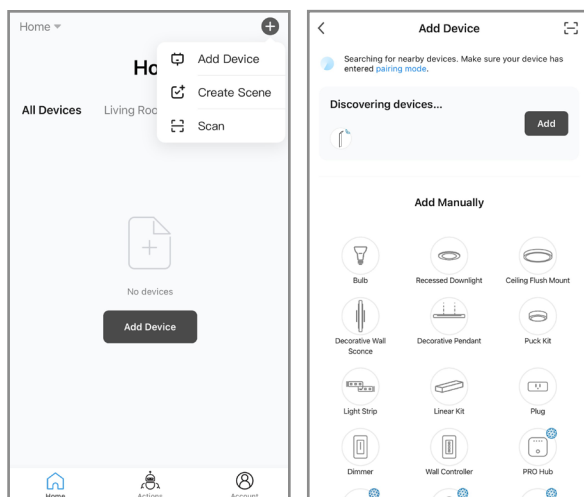 Home
Ho
Add Device
Create Scene
Scan
All Devices Living Roo
No devices
Add Device
Home Actions Account
Add Device
Searching for nearby devices. Make sure your device has
entered pairing mode.
Discovering devices...
Add
Add Manually
Bulb Recessed Downlight Ceiling Flush Mount
Decorative Wall
Sconce
Decorative Pendant Puck Kit
Light Strip Linear Kit Plug
Dimmer Wall Controller PRO Hub